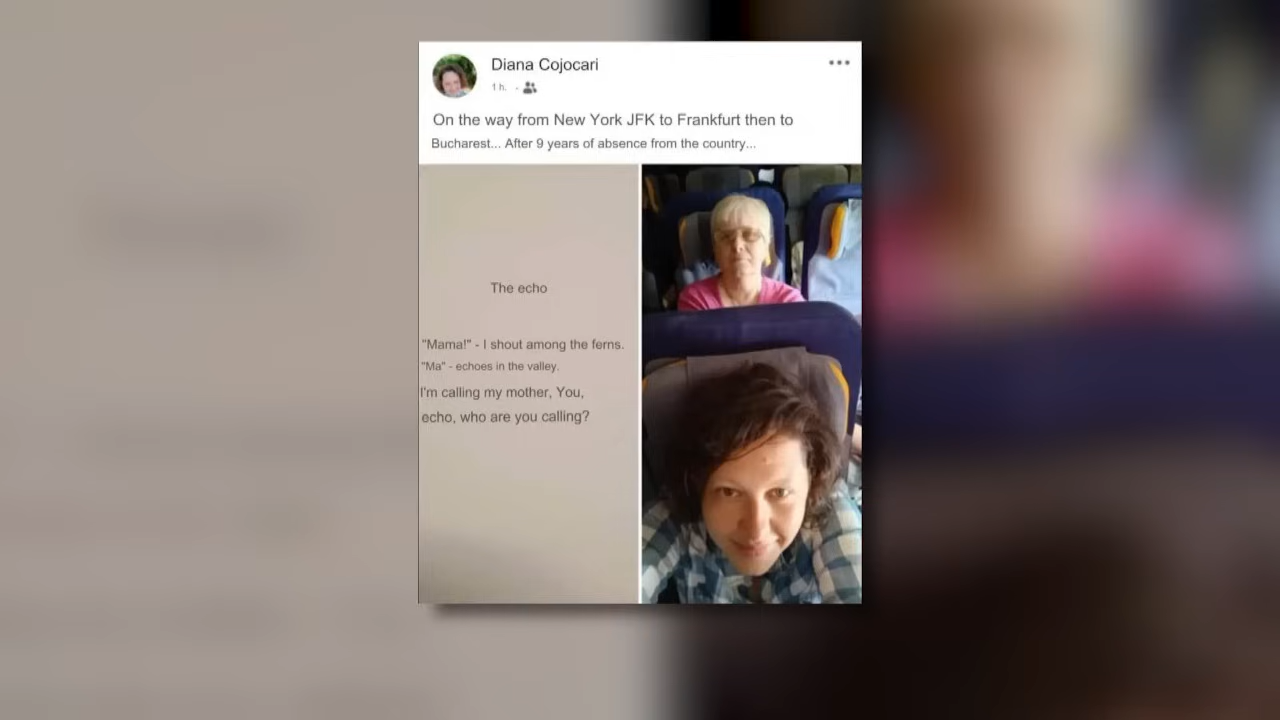 Diana Cojocari
1 h.
On the way from New York JFK to Frankfurt then to
Bucharest... After 9 years of absence from the country...
The echo
"Mama!" - I shout among the ferns.
"Ma" - echoes in the valley.
I'm calling my mother, You,
echo, who are you calling?